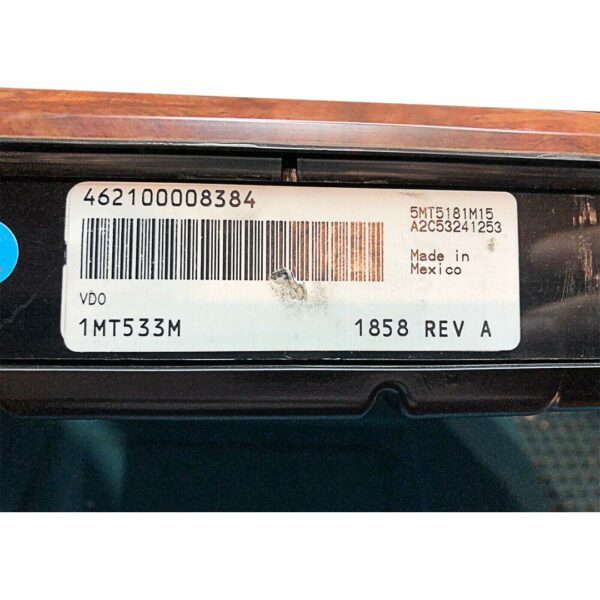 462100008384
5MT5181M15
A2C53241253
Made in
Mexico
VDO
1MT533M
1858 REV A